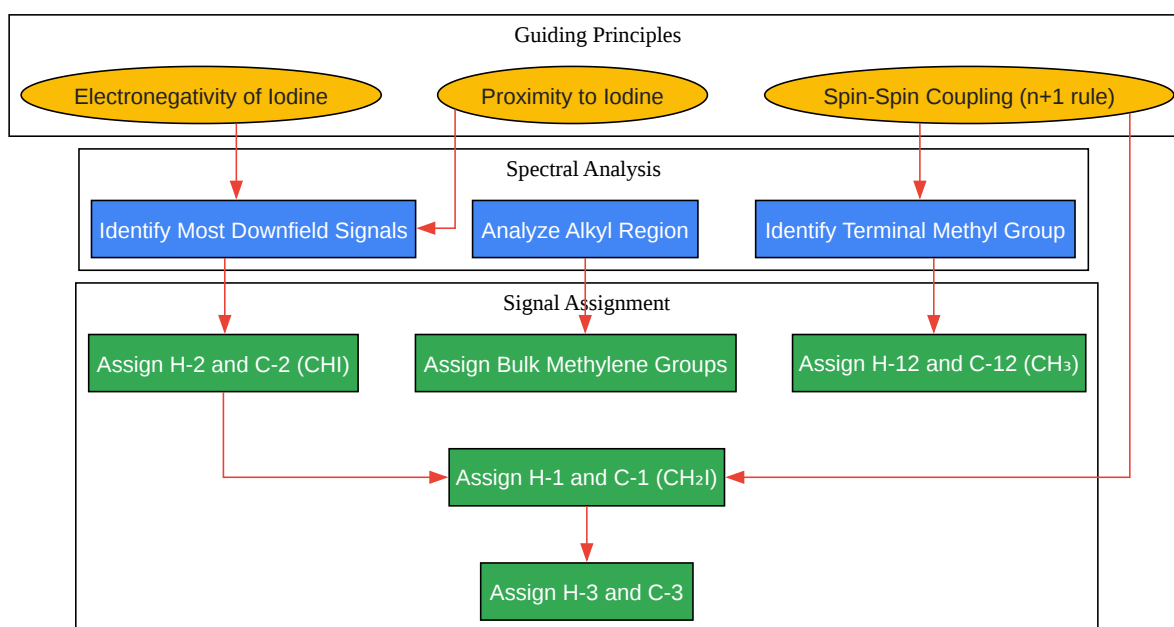 Guiding Principles
Electronegativity of Iodine
Proximity to Iodine
Spin-Spin Coupling (n+1 rule)
Spectral Analysis
Identify Most Downfield Signals
Analyze Alkyl Region
Identify Terminal Methyl Group
Signal Assignment
Assign H-2 and C-2 (CHI)
Assign Bulk Methylene Groups
Assign H-12 and C-12 (CH₃)
Assign H-1 and C-1 (CH₂I)
Assign H-3 and C-3